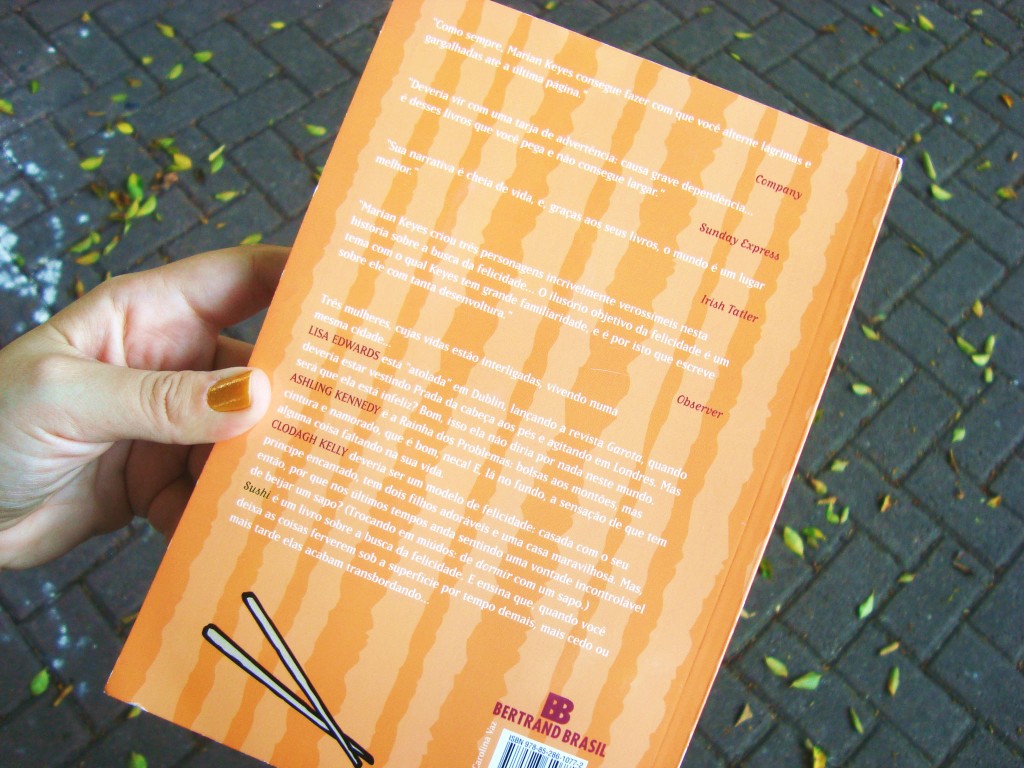 "Como sempre, Marian Keyes consegue fazer com que você alterne lágrimas e
gargalhadas até a última página."
Company
"Deveria vir com uma tarja de advertência: causa grave dependência...
é desses livros que você pega e não consegue largar."
Sunday Express
"Sua narrativa é cheia de vida, e, graças aos seus livros, o mundo é um lugar
melhor."
Irish Tatler
"Marian Keyes criou três personagens incrivelmente verossímeis nesta
história sobre a busca da felicidade... O ilusório objetivo da felicidade é um
tema com o qual Keyes tem grande familiaridade, e é por isto que escreve
sobre ele com tanta desenvoltura."
Observer
Três mulheres, cujas vidas estão interligadas, vivendo numa
mesma cidade.
LISA EDWARDS está "atolada" em Dublin, lançando a revista Garota, quando
deveria estar vestindo Prada da cabeça aos pés e agitando em Londres. Mas
será que ela está infeliz? Bom, isso ela não diria por nada neste mundo.
ASHLING KENNEDY é a Rainha dos Problemas: bolsas aos montões, mas
cintura e namorado, que é bom, neca! E, lá no fundo, a sensação de que tem
alguma coisa faltando na sua vida.
CLODAGH KELLY deveria ser um modelo de felicidade: casada com o seu
príncipe encantado, tem dois filhos adoráveis e uma casa maravilhosa. Mas,
então, por que nos últimos tempos anda sentindo uma vontade incontrolável
de beijar um sapo? (Trocando em miúdos: de dormir com um sapo.)
Sushi é um livro sobre a busca da felicidade. E ensina que, quando você
deixa as coisas ferverem sob a superfície por tempo demais, mais cedo ou
mais tarde elas acabam transbordando...
BB
BERTRAND BRASIL
ISBN 978-85-286-1077-2
Carolina Vaz